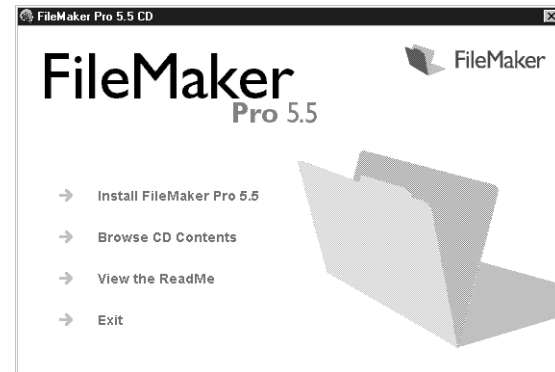 FileMaker Pro 5.5 CD
FileMaker
Pro 5.5
FileMaker
Install FileMaker Pro 5.5
Browse CD Contents
View the ReadMe
Exit